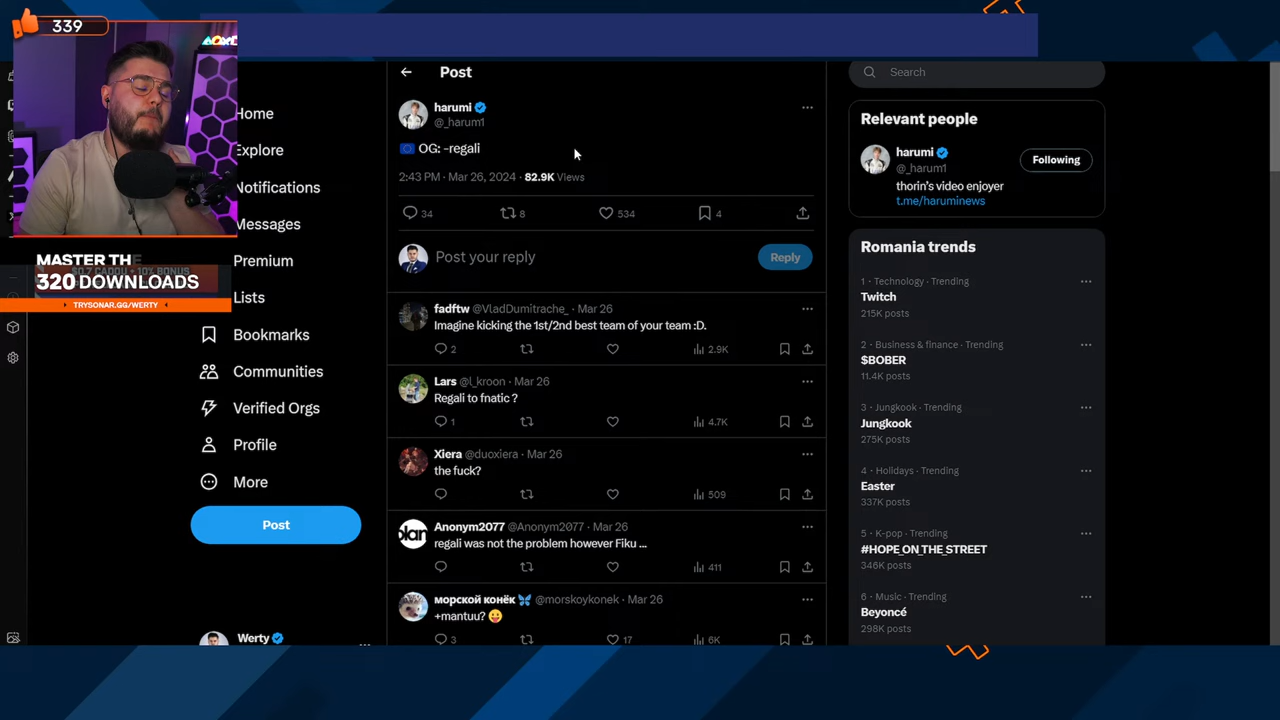 339
MASTER TH
$0.7 CADOU + 10% BONUS
320 DOWNLOADS
TRYSONAR.GG/WERTY
Home
Explore
Notifications
Messages
Premium
Lists
Bookmarks
Communities
Verified Orgs
Profile
More
Post
Werty
Post
harumi
@_harum1
OG: -regali
2:43 PM · Mar 26, 2024 · 82.9K Views
34 8 534 4
Post your reply
Reply
fadftw @VladDumitrache_ · Mar 26
Imagine kicking the 1st/2nd best team of your team :D.
2 2.9K
Lars @l_kroon · Mar 26
Regali to fnatic ?
1 4.7K
Xiera @duoxiera · Mar 26
the fuck?
509
Anonym2077 @Anonym2077 · Mar 26
regali was not the problem however Fiku ...
411
морской конёк 🦋 @morskoykonek · Mar 26
+mantuu? 😛
3 17 6K
Search
Relevant people
harumi
@_harum1
Following
thorin's video enjoyer
t.me/haruminews
Romania trends
1 · Technology · Trending
Twitch
215K posts
2 · Business & finance · Trending
$BOBER
11.4K posts
3 · Jungkook · Trending
Jungkook
275K posts
4 · Holidays · Trending
Easter
337K posts
5 · K-pop · Trending
#HOPE_ON_THE_STREET
346K posts
6 · Music · Trending
Beyoncé
298K posts